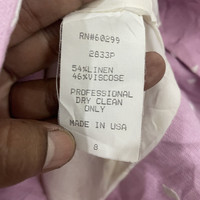 RN#60299
2833P
54%LINEN
46%VISCOSE
PROFESSIONAL
DRY CLEAN
ONLY
MADE IN USA
8